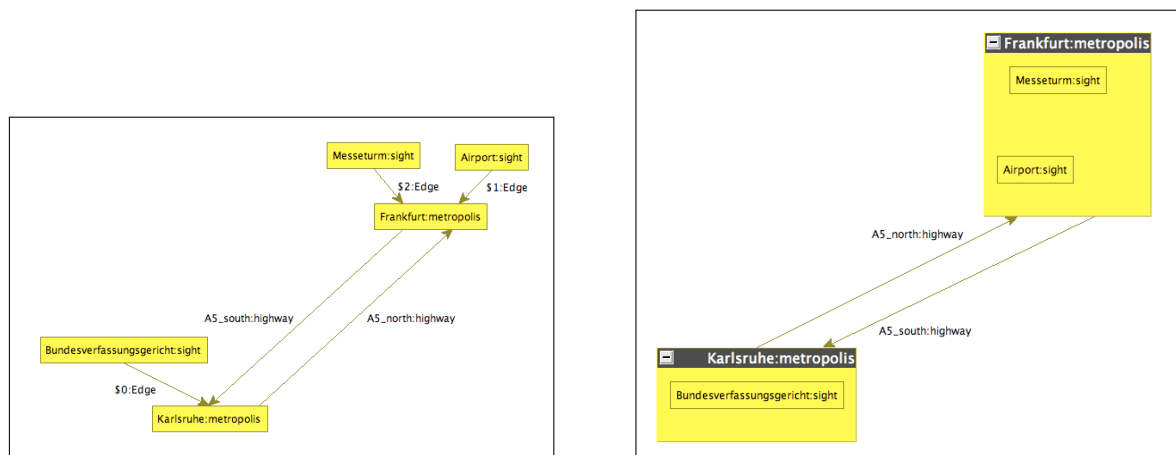 Messeturm:sight
Airport:sight
$2:Edge
$1:Edge
Frankfurt:metropolis
A5_south:highway
A5_north:highway
Bundesverfassungsgericht:sight
$0:Edge
Karlsruhe:metropolis
Frankfurt:metropolis
Messeturm:sight
Airport:sight
A5_north:highway
A5_south:highway
Karlsruhe:metropolis
Bundesverfassungsgericht:sight